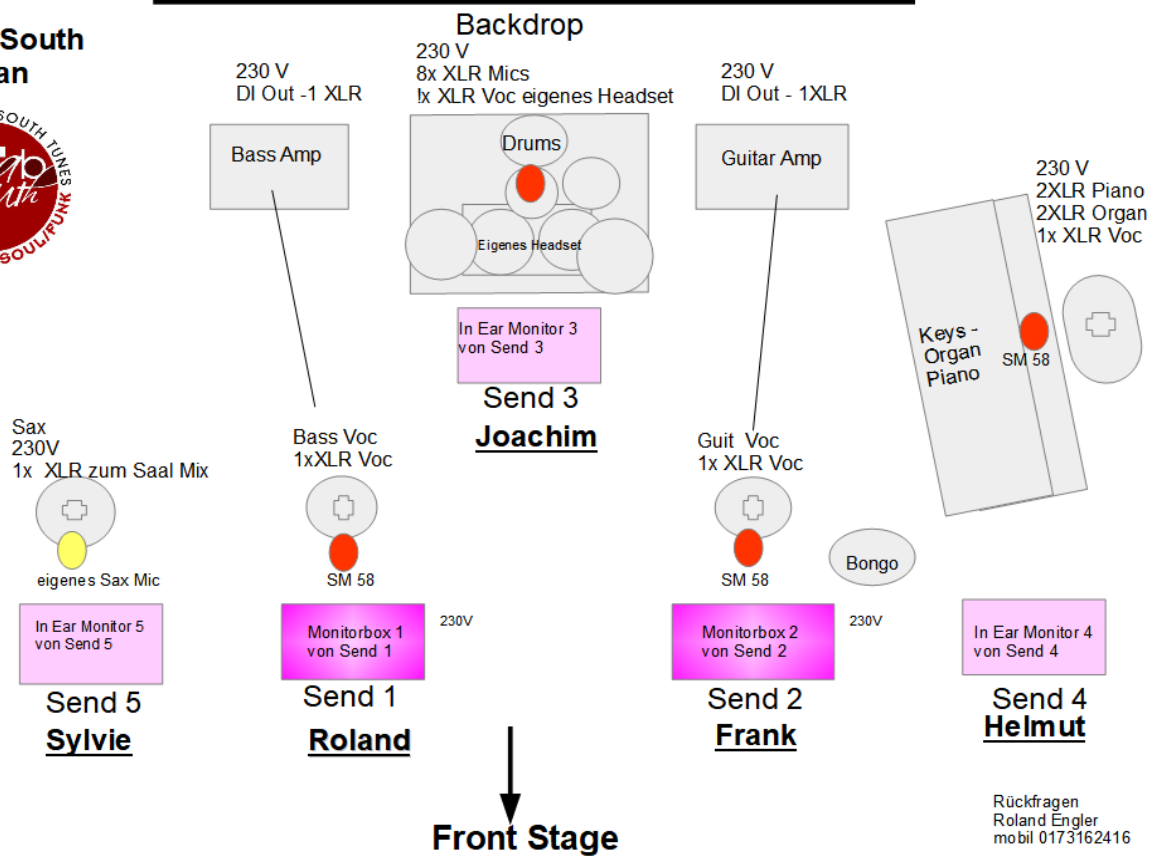 Backdrop
South
an
SOUTH TUNES
SOUL/FUNK
230 V
DI Out -1 XLR
230 V
8x XLR Mics
!x XLR Voc eigenes Headset
230 V
DI Out - 1XLR
Bass Amp
Drums
Eigenes Headset
Guitar Amp
230 V
2XLR Piano
2XLR Organ
1x XLR Voc
Keys -
Organ
Piano
SM 58
In Ear Monitor 3
von Send 3
Send 3
Joachim
Sax
230V
1x XLR zum Saal Mix
eigenes Sax Mic
In Ear Monitor 5
von Send 5
Send 5
Sylvie
Bass Voc
1xXLR Voc
SM 58
Monitorbox 1
von Send 1
230V
Send 1
Roland
Guit Voc
1x XLR Voc
SM 58
Bongo
Monitorbox 2
von Send 2
230V
Send 2
Frank
In Ear Monitor 4
von Send 4
Send 4
Helmut
Front Stage
Rückfragen
Roland Engler
mobil 0173162416